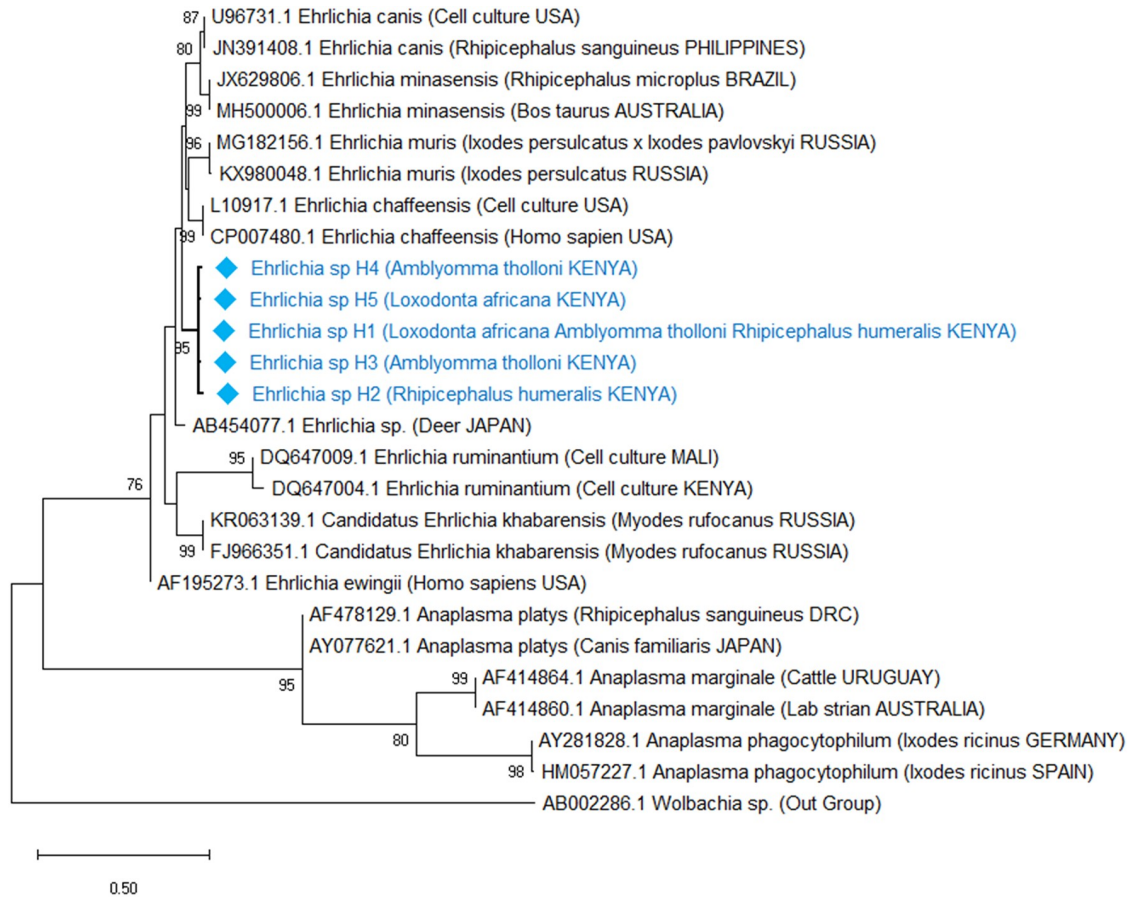 87 U96731.1 Ehrlichia canis (Cell culture USA)
80 JN391408.1 Ehrlichia canis (Rhipicephalus sanguineus PHILIPPINES)
JX629806.1 Ehrlichia minasensis (Rhipicephalus microplus BRAZIL)
99 MH500006.1 Ehrlichia minasensis (Bos taurus AUSTRALIA)
96 MG182156.1 Ehrlichia muris (Ixodes persulcatus x Ixodes pavlovskyi RUSSIA)
KX980048.1 Ehrlichia muris (Ixodes persulcatus RUSSIA)
L10917.1 Ehrlichia chaffeensis (Cell culture USA)
99 CP007480.1 Ehrlichia chaffeensis (Homo sapien USA)
Ehrlichia sp H4 (Amblyomma tholloni KENYA)
Ehrlichia sp H5 (Loxodonta africana KENYA)
Ehrlichia sp H1 (Loxodonta africana Amblyomma tholloni Rhipicephalus humeralis KENYA)
95 Ehrlichia sp H3 (Amblyomma tholloni KENYA)
Ehrlichia sp H2 (Rhipicephalus humeralis KENYA)
AB454077.1 Ehrlichia sp. (Deer JAPAN)
95 DQ647009.1 Ehrlichia ruminantium (Cell culture MALI)
76 DQ647004.1 Ehrlichia ruminantium (Cell culture KENYA)
KR063139.1 Candidatus Ehrlichia khabarensis (Myodes rufocanus RUSSIA)
99 FJ966351.1 Candidatus Ehrlichia khabarensis (Myodes rufocanus RUSSIA)
AF195273.1 Ehrlichia ewingii (Homo sapiens USA)
AF478129.1 Anaplasma platys (Rhipicephalus sanguineus DRC)
AY077621.1 Anaplasma platys (Canis familiaris JAPAN)
95
99 AF414864.1 Anaplasma marginale (Cattle URUGUAY)
AF414860.1 Anaplasma marginale (Lab strian AUSTRALIA)
80 AY281828.1 Anaplasma phagocytophilum (Ixodes ricinus GERMANY)
98 HM057227.1 Anaplasma phagocytophilum (Ixodes ricinus SPAIN)
AB002286.1 Wolbachia sp. (Out Group)
0.50